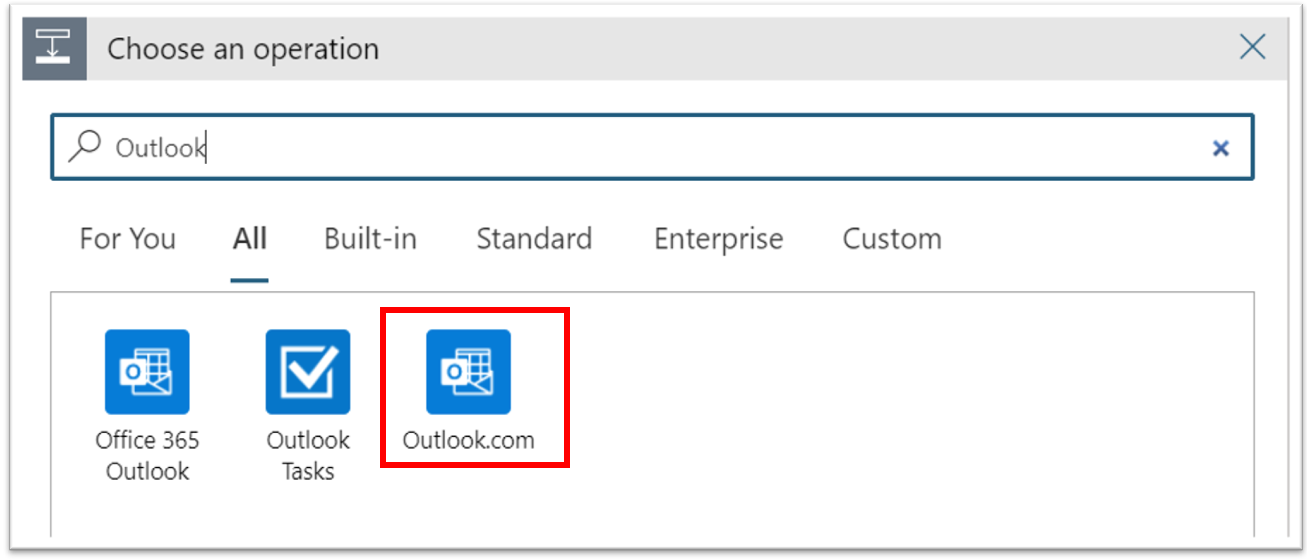 Choose an operation
Outlook
For You All Built-in Standard Enterprise Custom
Office 365
Outlook
Outlook
Tasks
Outlook.com